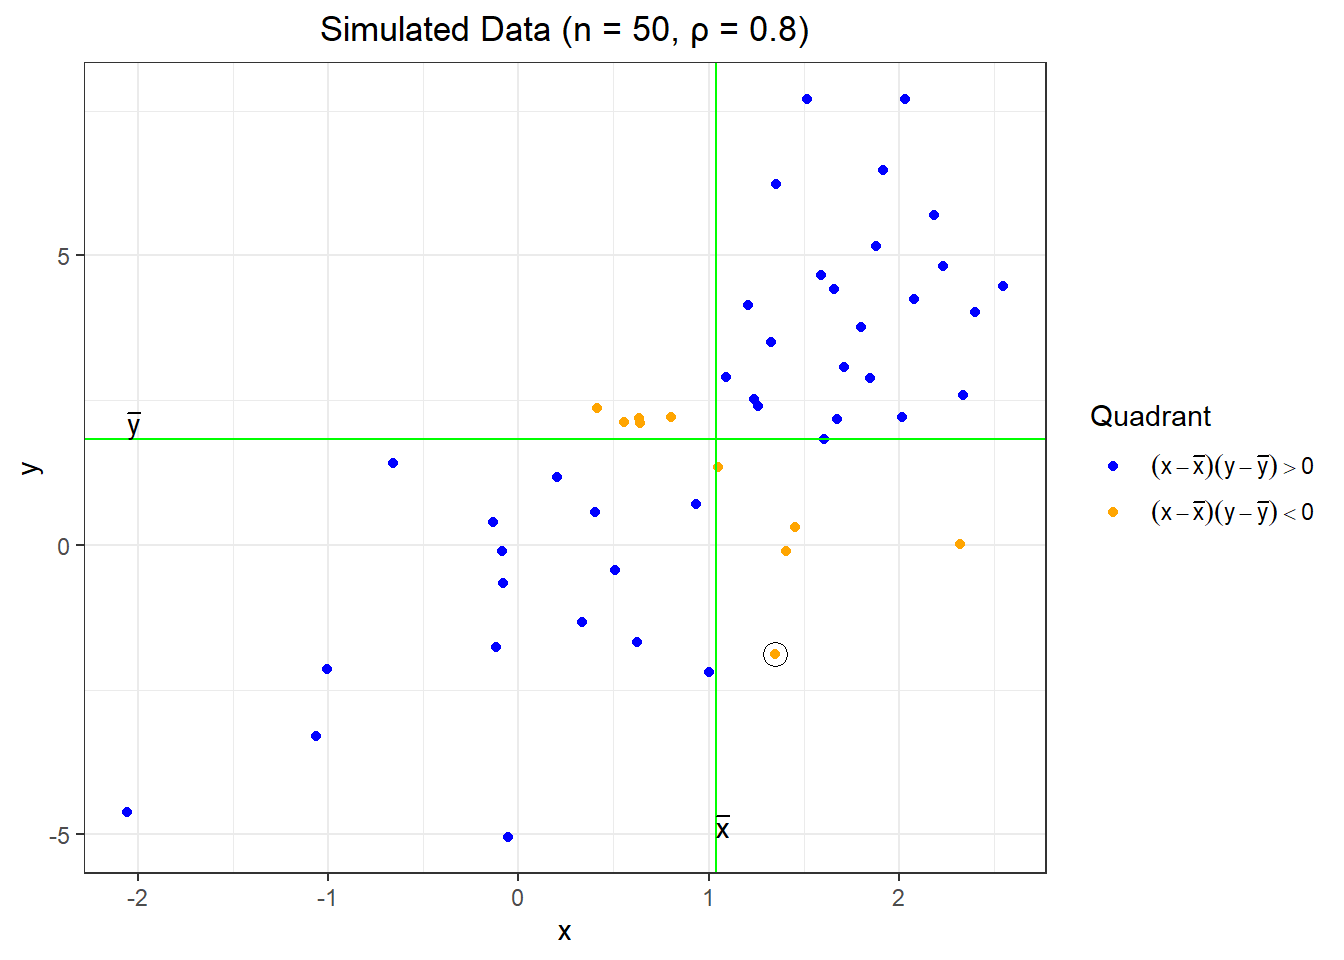 Simulated Data (n = 50, ρ = 0.8)
5
0
-5
y
y̅
x̅
-2
-1
0
1
2
x
Quadrant
(x − x̅)(y − y̅) > 0
(x − x̅)(y − y̅) < 0